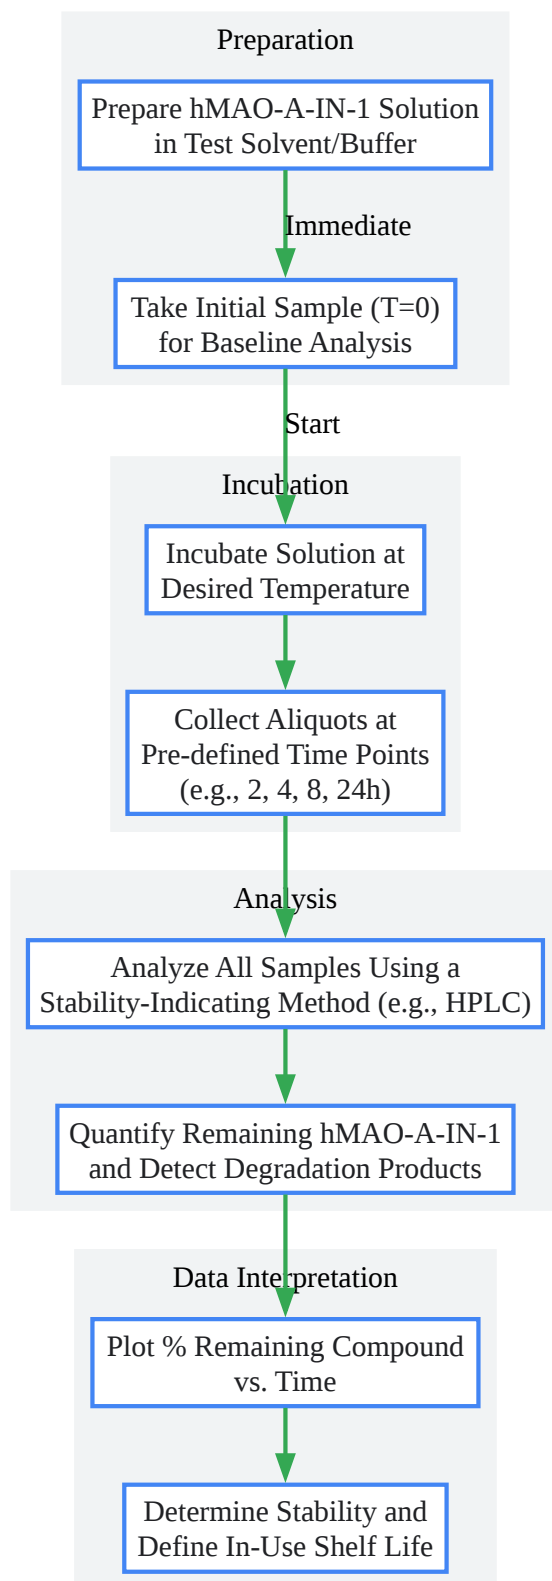 Preparation
Prepare hMAO-A-IN-1 Solution
in Test Solvent/Buffer
Immediate
Take Initial Sample (T=0)
for Baseline Analysis
Start
Incubation
Incubate Solution at
Desired Temperature
Collect Aliquots at
Pre-defined Time Points
(e.g., 2, 4, 8, 24h)
Analysis
Analyze All Samples Using a
Stability-Indicating Method (e.g., HPLC)
Quantify Remaining hMAO-A-IN-1
and Detect Degradation Products
Data Interpretation
Plot % Remaining Compound
vs. Time
Determine Stability and
Define In-Use Shelf Life